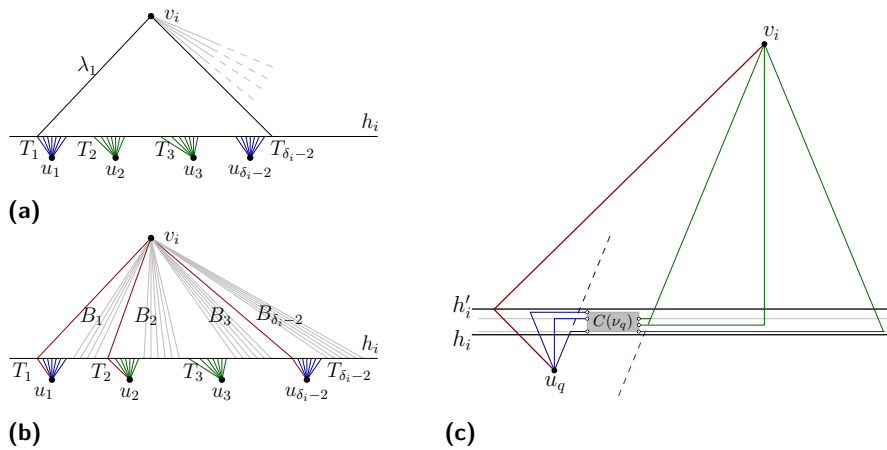 v_i
λ_1
h_i
T_1 T_2 T_3 T_{δ_i−2}
u_1 u_2 u_3 u_{δ_i−2}
(a)
v_i
B_1 B_2 B_3 B_{δ_i−2}
h_i
T_1 T_2 T_3 T_{δ_i−2}
u_1 u_2 u_3 u_{δ_i−2}
(b)
v_i
h'_i
C(ν_q)
h_i
u_q
(c)